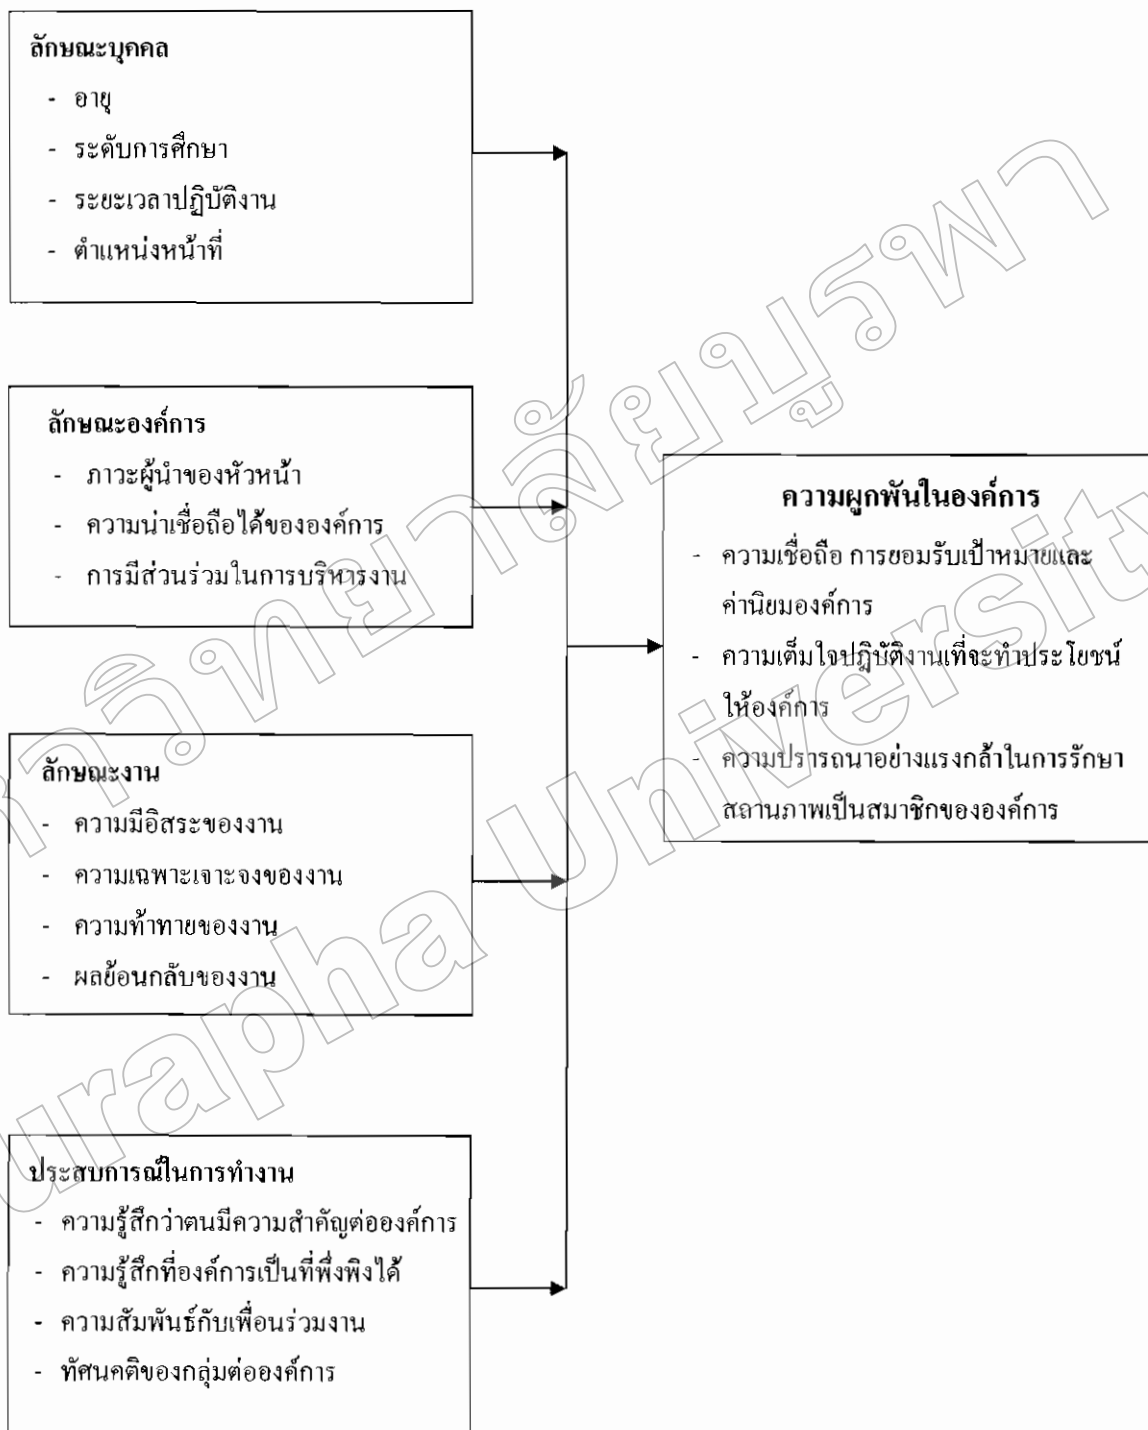 ลักษณะบุคคล
- อายุ
- ระดับการศึกษา
- ระยะเวลาปฏิบัติงาน
- ตำแหน่งหน้าที่
ลักษณะองค์การ
- ภาวะผู้นำของหัวหน้า
- ความน่าเชื่อถือได้ขององค์การ
- การมีส่วนร่วมในการบริหารงาน
ลักษณะงาน
- ความมีอิสระของงาน
- ความเฉพาะเจาะจงของงาน
- ความท้าทายของงาน
- ผลย้อนกลับของงาน
ประสบการณ์ในการทำงาน
- ความรู้สึกว่าตนมีความสำคัญต่อองค์การ
- ความรู้สึกที่องค์การเป็นที่พึ่งพิงได้
- ความสัมพันธ์กับเพื่อนร่วมงาน
- ทัศนคติของกลุ่มต่อองค์การ
ความผูกพันในองค์การ
- ความเชื่อถือ การยอมรับเป้าหมายและ
ค่านิยมองค์การ
- ความเต็มใจปฏิบัติงานเที่จะทำประโยชน์
ให้องค์การ
- ความปรารถนาอย่างแรงกล้าในการรักษา
สถานภาพเป็นสมาชิกขององค์การ
าวิทยาลัยบูรพา
urapha University